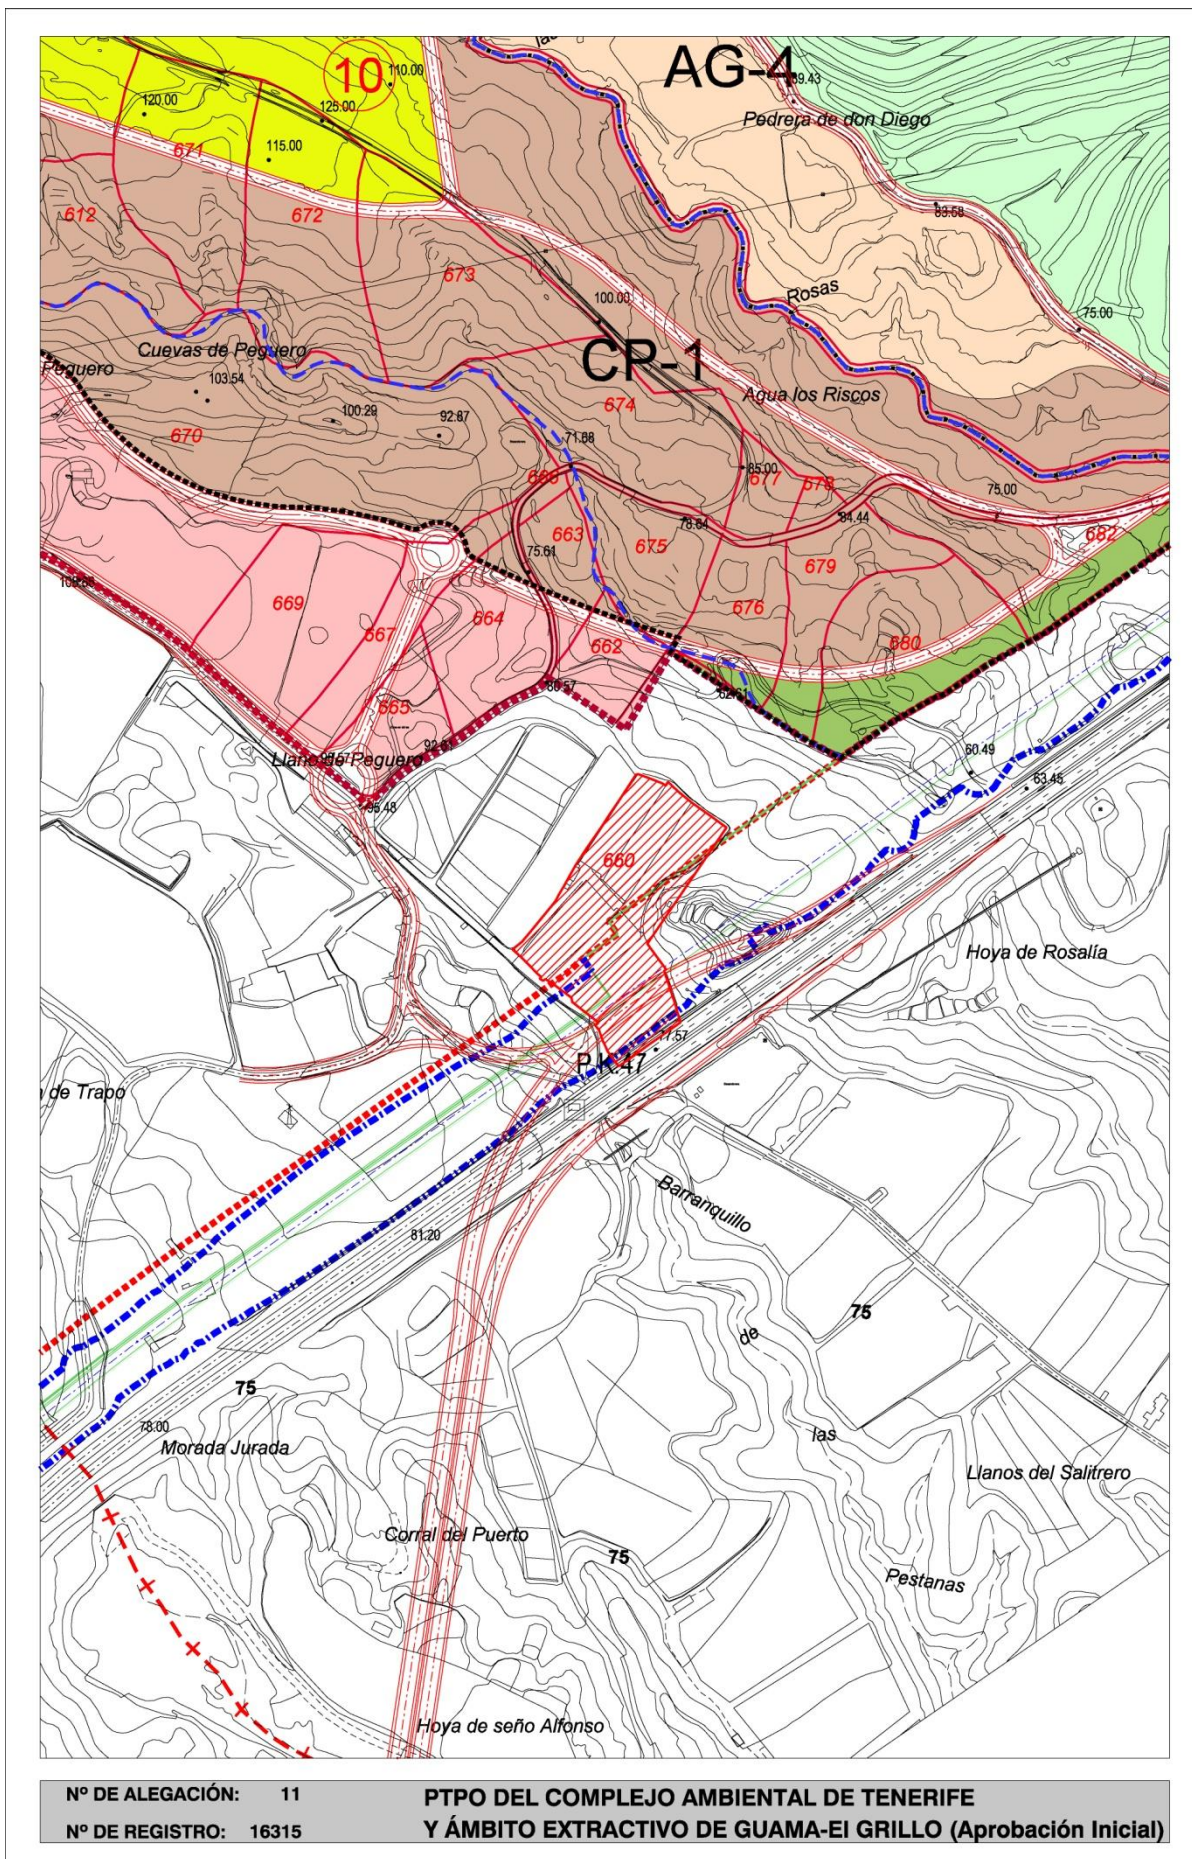 las
AG-4
10
110.00
89.43
120.00
125.00
Pedrera de don Diego
671
115.00
612
672
83.58
673
Rosas
100.00
75.00
Cuevas de Peguero
CP-1
Peguero
103.54
Agua los Riscos
674
100.29
92.87
670
71.68
85.00
677
678
75.00
78.64
84.44
663
675
682
75.61
679
669
676
664
667
662
680
80.57
62.61
665
92.61
60.49
Llano de Peguero
63.45
95.48
660
Hoya de Rosalía
77.57
P.K.47
de Trapo
Barranquillo
81.20
de
75
75
78.00
las
Morada Jurada
Llanos del Salitrero
Corral del Puerto
75
Pestanas
Hoya de seño Alfonso
Nº DE ALEGACIÓN: 11
PTPO DEL COMPLEJO AMBIENTAL DE TENERIFE
Nº DE REGISTRO: 16315
Y ÁMBITO EXTRACTIVO DE GUAMA-El GRILLO (Aprobación Inicial)